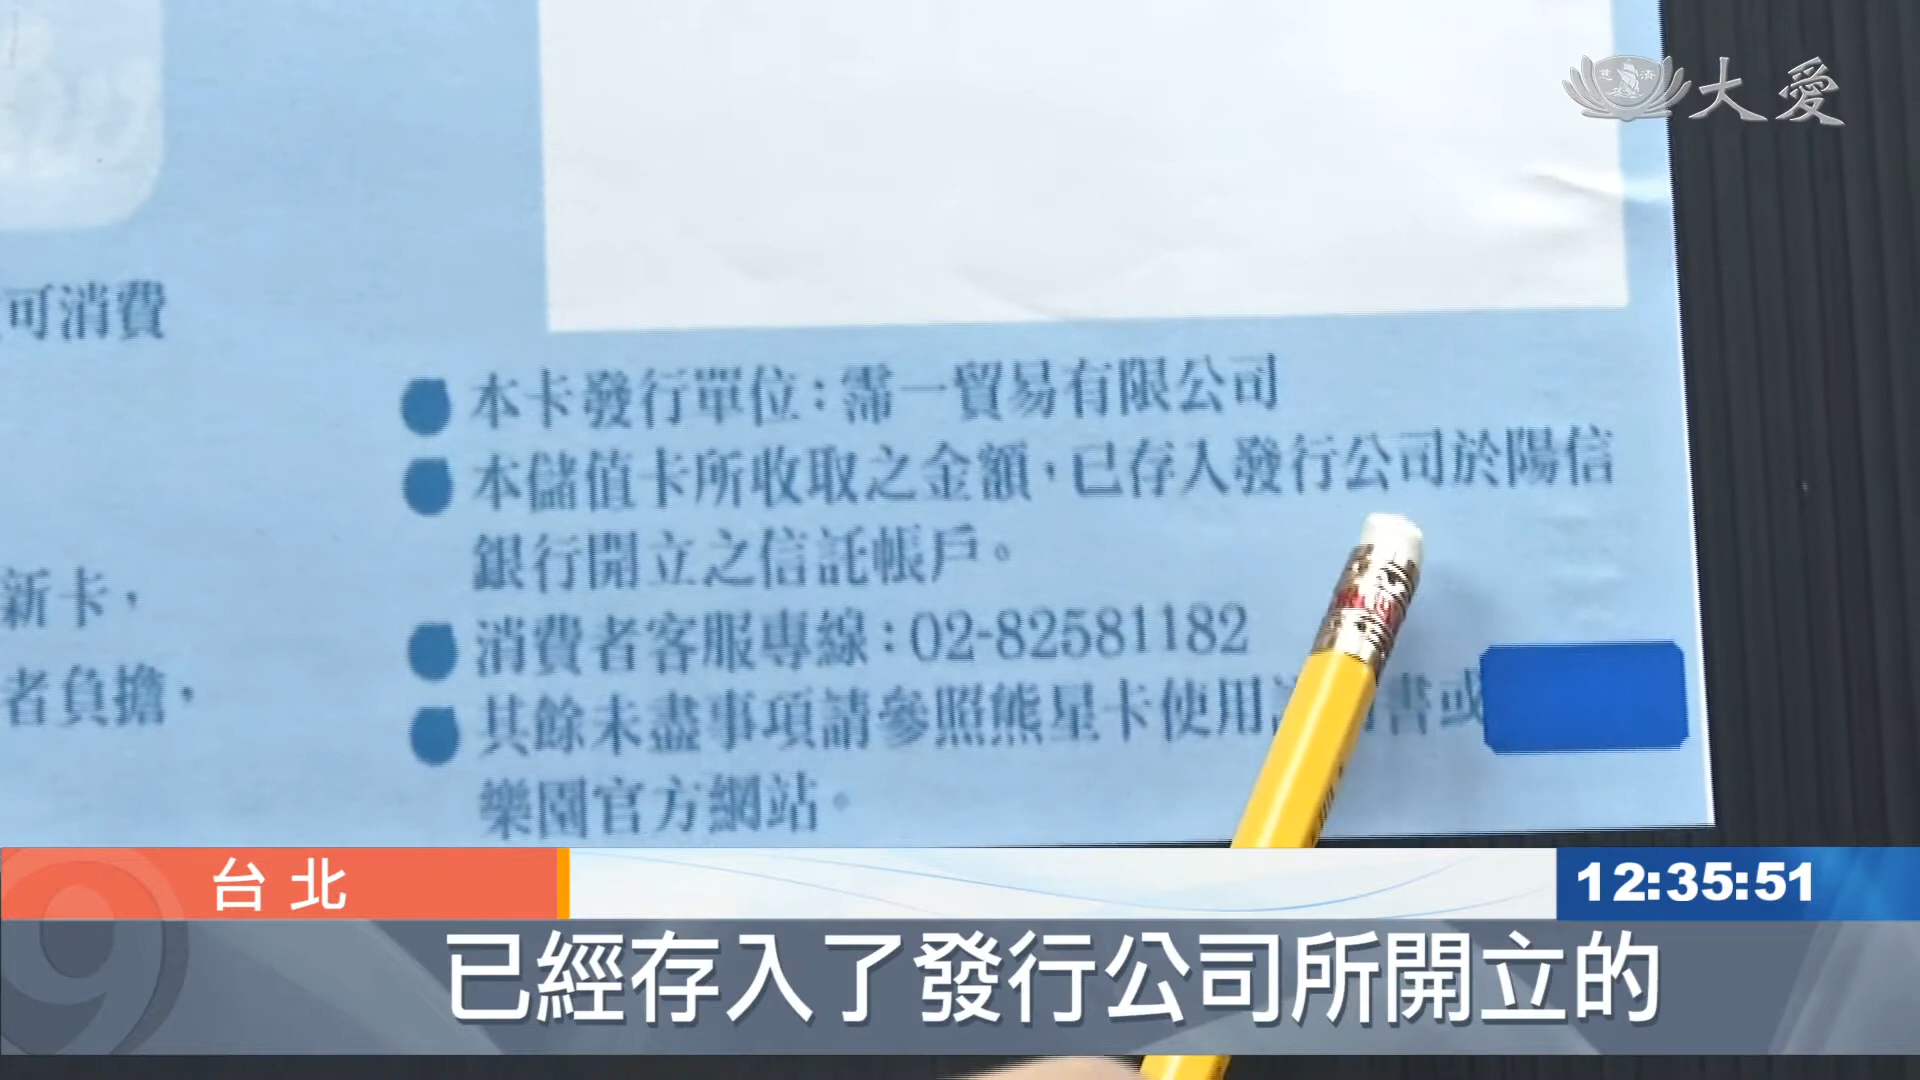 大愛
可消費
新卡，
者負擔，
本卡發行單位：霈一貿易有限公司
本儲值卡所收取之金額，已存入發行公司於陽信
銀行開立之信託帳戶。
消費者客服專線：02-82581182
其餘未盡事項請參照熊星卡使用 書或
樂園官方網站。
台北
12:35:51
已經存入了發行公司所開立的